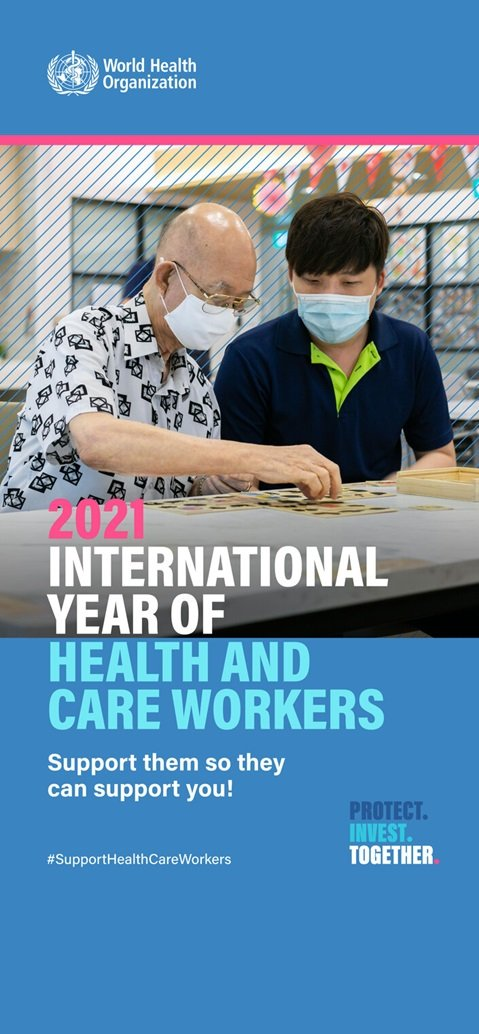 World Health
Organization
2021
INTERNATIONAL
YEAR OF
HEALTH AND
CARE WORKERS
Support them so they
can support you!
PROTECT.
INVEST.
TOGETHER.
#SupportHealthCareWorkers